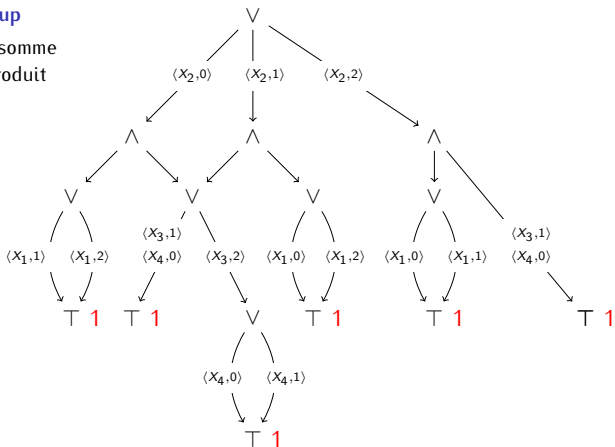 up
∨
somme
roduit
⟨X2,0⟩ ⟨X2,1⟩ ⟨X2,2⟩
∧ ∧ ∧
∨ ∨ ∨ ∨
⟨X3,1⟩ ⟨X3,1⟩
⟨X1,1⟩ ⟨X1,2⟩ ⟨X4,0⟩ ⟨X3,2⟩ ⟨X1,0⟩ ⟨X1,2⟩ ⟨X1,0⟩ ⟨X1,1⟩ ⟨X4,0⟩
⊤ 1 ⊤ 1 ∨ ⊤ 1 ⊤ 1 ⊤ 1
⟨X4,0⟩ ⟨X4,1⟩
⊤ 1